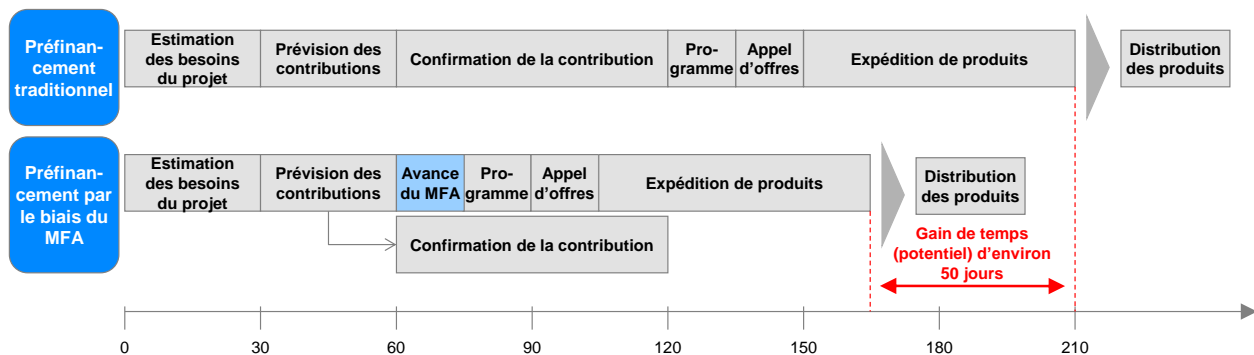 Préfinan-
cement
traditionnel
Estimation
des besoins
du projet
Prévision des
contributions
Confirmation de la contribution
Pro-
gramme
Appel
d'offres
Expédition de produits
Distribution
des produits
Préfinan-
cement par
le biais du
MFA
Estimation
des besoins
du projet
Prévision des
contributions
Avance
du MFA
Pro-
gramme
Appel
d'offres
Expédition de produits
Distribution
des produits
Confirmation de la contribution
Gain de temps
(potentiel) d'environ
50 jours
0 30 60 90 120 150 180 210